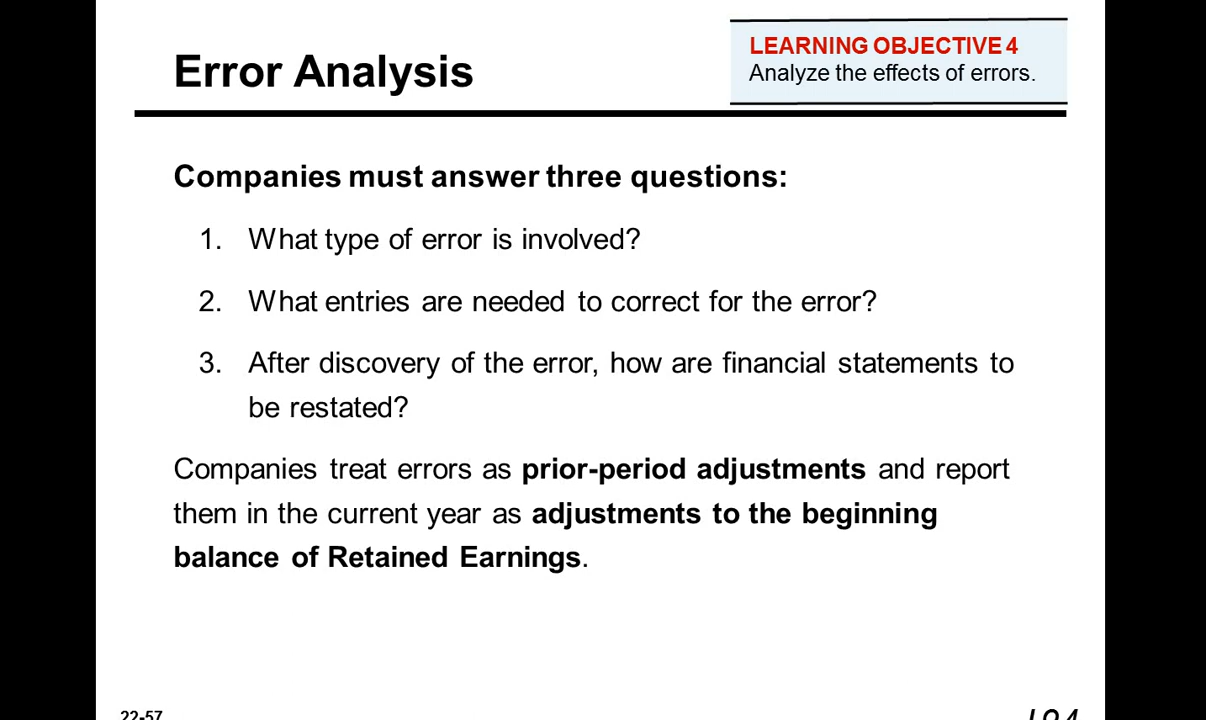 Error Analysis
LEARNING OBJECTIVE 4
Analyze the effects of errors.
Companies must answer three questions:
1. What type of error is involved?
2. What entries are needed to correct for the error?
3. After discovery of the error, how are financial statements to
be restated?
Companies treat errors as prior-period adjustments and report
them in the current year as adjustments to the beginning
balance of Retained Earnings.
22-57
LO 4